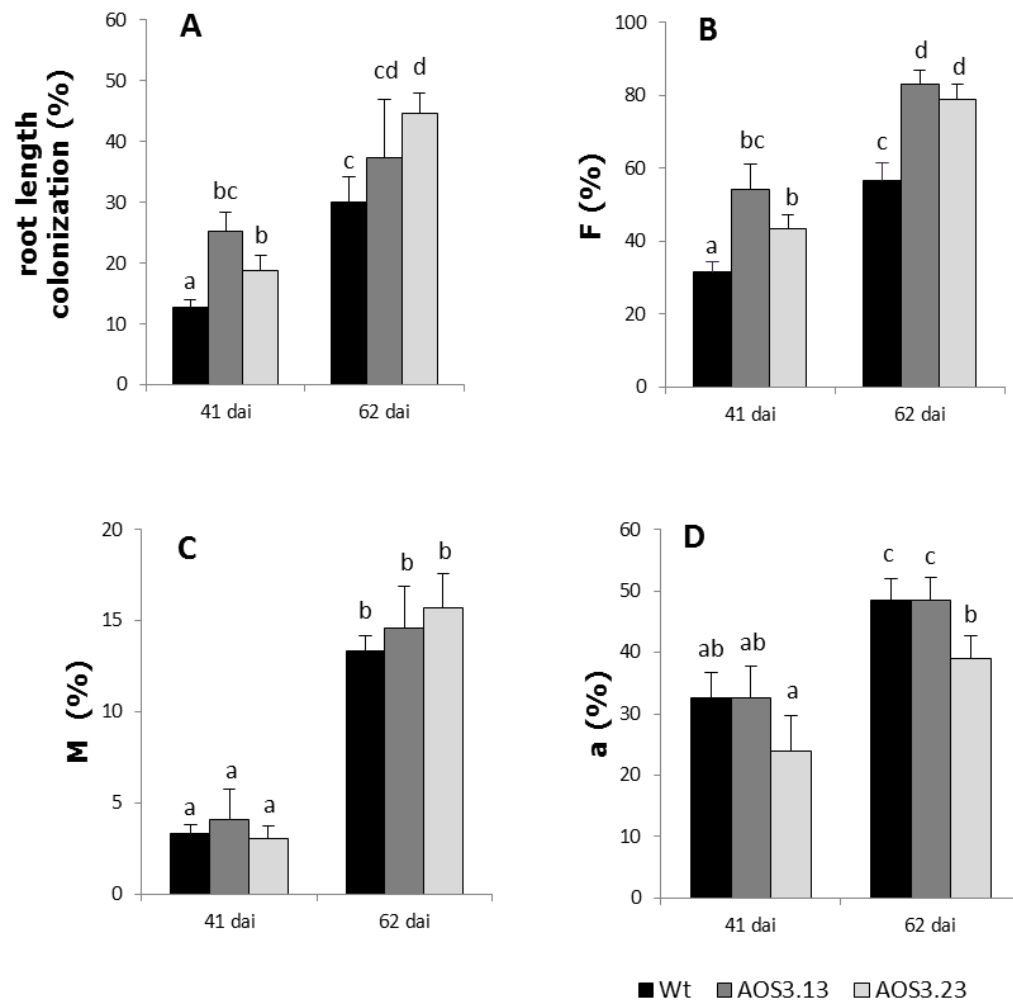 A
root length
colonization (%)
60
50
40
30
20
10
0
a
bc
b
c
cd
d
41 dai
62 dai
B
F (%)
100
80
60
40
20
0
a
bc
b
c
d
d
41 dai
62 dai
C
M (%)
20
15
10
5
0
a
a
a
b
b
b
41 dai
62 dai
D
a (%)
60
50
40
30
20
10
0
ab
ab
a
c
c
b
41 dai
62 dai
Wt AOS3.13 AOS3.23